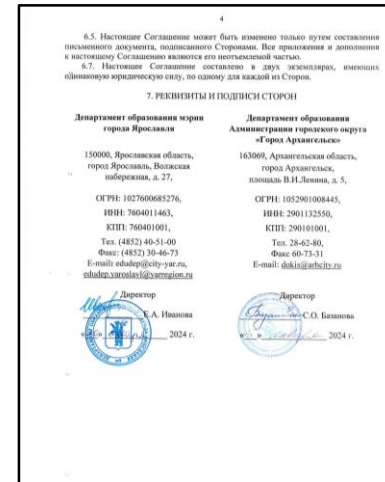 4
6.5. Настоящее Соглашение может быть изменено только путем составления
письменного документа, подписанного Сторонами. Все приложения и дополнения
к настоящему Соглашению являются его неотъемлемой частью.
6.7. Настоящее Соглашение составлено в двух экземплярах, имеющих
одинаковую юридическую силу, по одному для каждой из Сторон.
7. РЕКВИЗИТЫ И ПОДПИСИ СТОРОН
Департамент образования мэрии
города Ярославля
150000, Ярославская область,
город Ярославль, Волжская
набережная, д. 27,
ОГРН: 1027600685276,
ИНН: 7604011463,
КПП: 760401001,
Тел. (4852) 40-51-00
Факс: (4852) 30-46-73
E-mail: edudep@city-yar.ru,
edudep.yaroslavl@yarregion.ru
Директор
Е.А. Иванова
2024 г.
Департамент образования
Администрации городского округа
«Город Архангельск»
163069, Архангельская область,
город Архангельск,
площадь В.И.Ленина, д. 5,
ОГРН: 1052901008445,
ИНН: 2901132550,
КПП: 290101001,
Тел. 28-62-80,
Факс 60-73-31
E-mail: dokis@arhcity.ru
Директор
С.О. Базанова
2024 г.